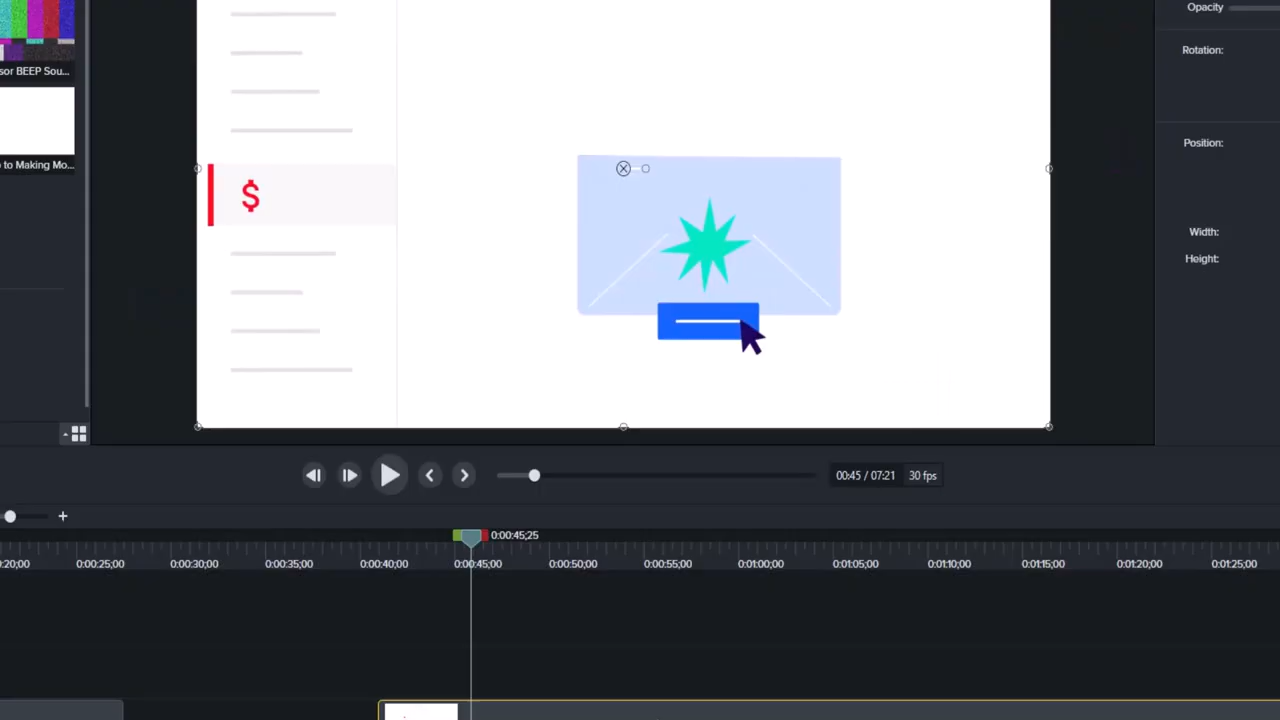 Opacity
Rotation:
sor BEEP Sou...
Position:
to Making Mo...
$
Width:
Height:
00:45 / 07:21 30 fps
+
0:00:45;25
:20;00 0:00:25;00 0:00:30;00 0:00:35;00 0:00:40;00 0:00:45;00 0:00:50;00 0:00:55;00 0:01:00;00 0:01:05;00 0:01:10;00 0:01:15;00 0:01:20;00 0:01:25;00